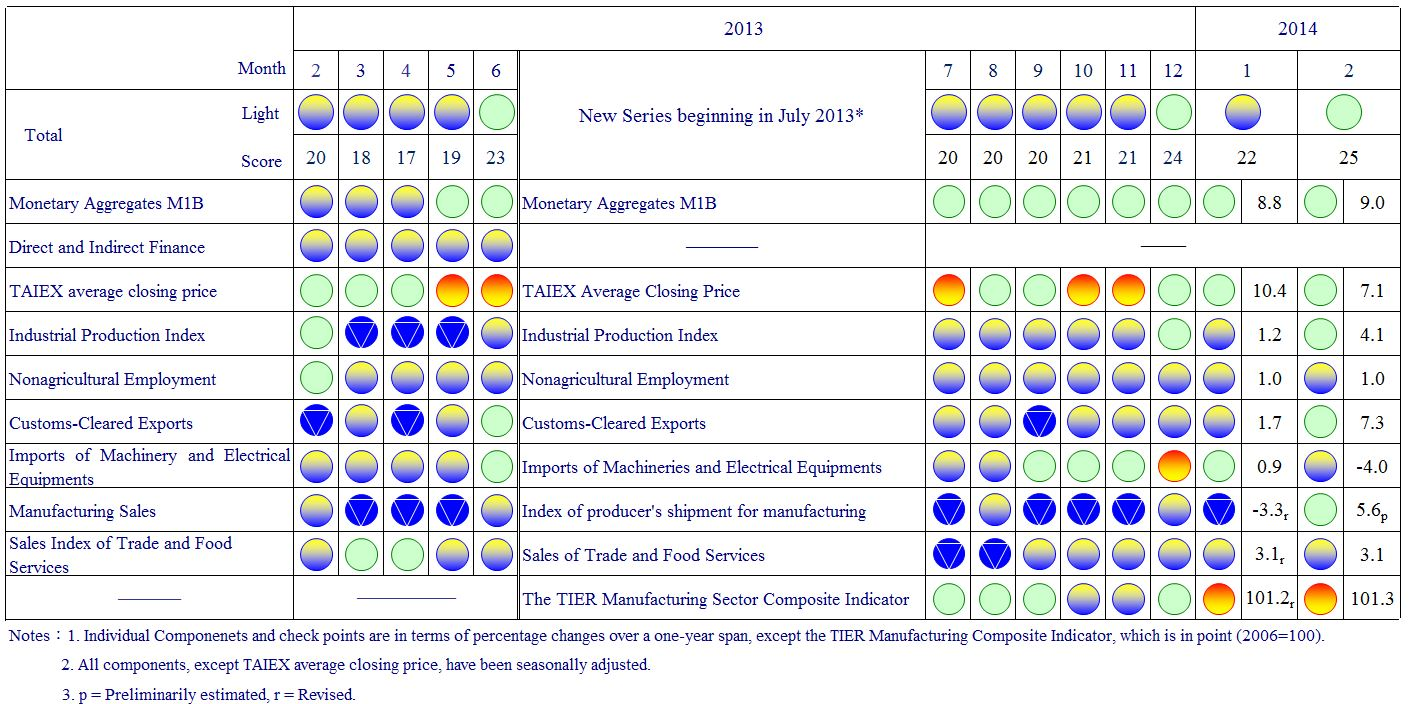 2013 2014
Month 2 3 4 5 6 New Series beginning in July 2013* 7 8 9 10 11 12 1 2
Total Light
Score 20 18 17 19 23 20 20 20 21 21 24 22 25
Monetary Aggregates M1B Monetary Aggregates M1B 8.8 9.0
Direct and Indirect Finance
TAIEX average closing price TAIEX Average Closing Price 10.4 7.1
Industrial Production Index Industrial Production Index 1.2 4.1
Nonagricultural Employment Nonagricultural Employment 1.0 1.0
Customs-Cleared Exports Customs-Cleared Exports 1.7 7.3
Imports of Machinery and Electrical
Equipments Imports of Machineries and Electrical Equipments 0.9 -4.0
Manufacturing Sales Index of producer's shipment for manufacturing -3.3r 5.6p
Sales Index of Trade and Food
Services Sales of Trade and Food Services 3.1r 3.1
The TIER Manufacturing Sector Composite Indicator 101.2r 101.3
Notes：1. Individual Componenets and check points are in terms of percentage changes over a one-year span, except the TIER Manufacturing Composite Indicator, which is in point (2006=100).
2. All components, except TAIEX average closing price, have been seasonally adjusted.
3. p = Preliminarily estimated, r = Revised.